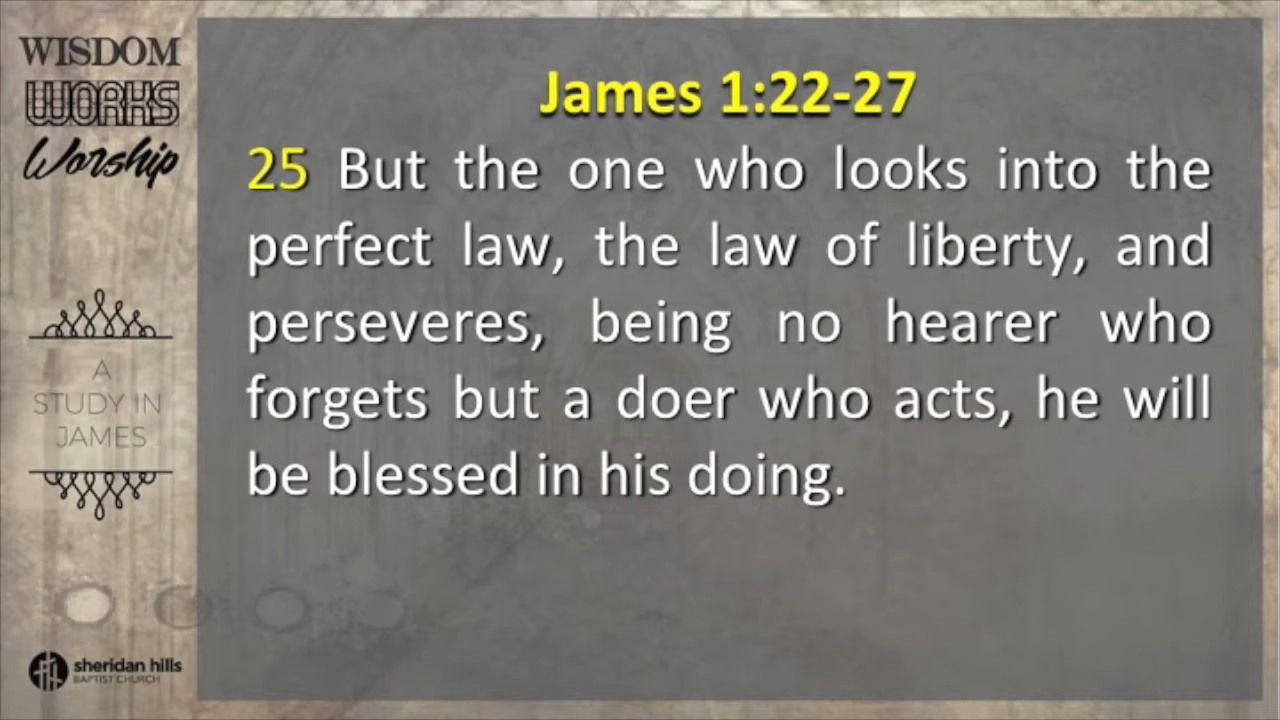 WISDOM
WORKS
Worship
A
STUDY IN
JAMES
sheridan hills
BAPTIST CHURCH
James 1:22-27
25 But the one who looks into the
perfect law, the law of liberty, and
perseveres, being no hearer who
forgets but a doer who acts, he will
be blessed in his doing.